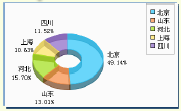 四川
11.52%
上海
10.63%
河北
15.70%
山东
13.01%
北京
49.14%
北京
山东
河北
上海
四川